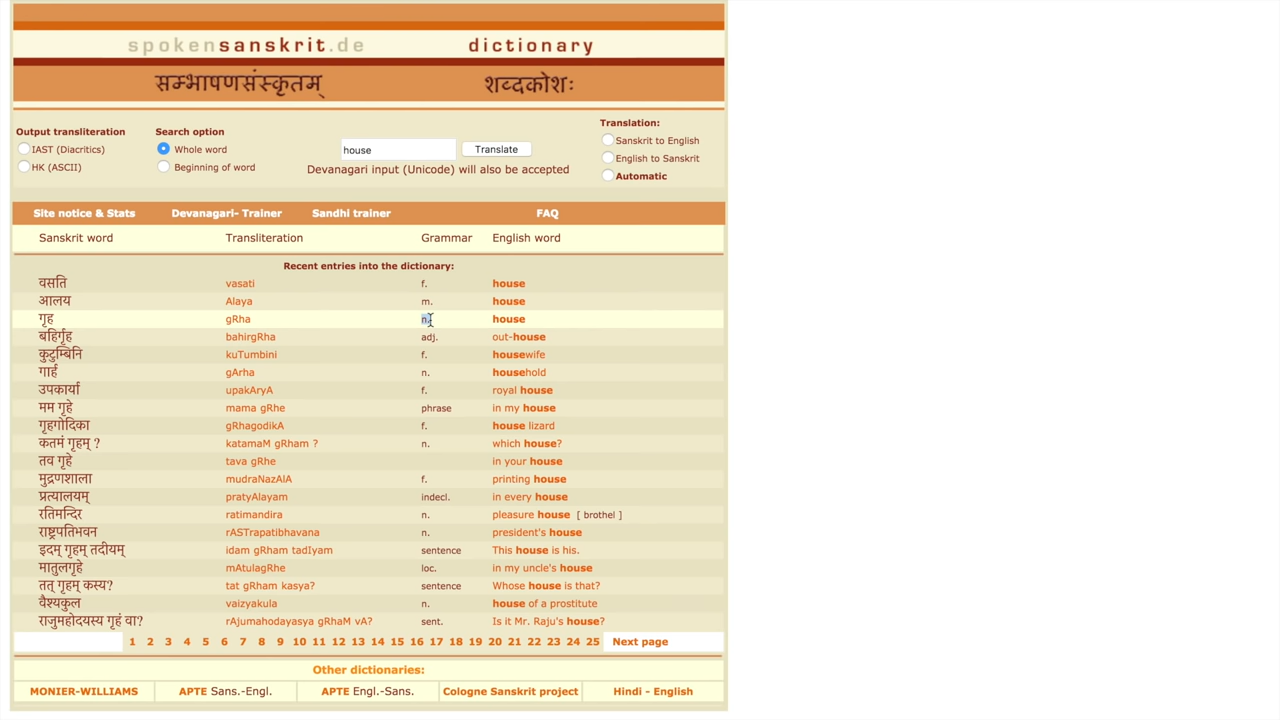 spokensanskrit.de dictionary
सम्भाषणसंस्कृतम् शब्दकोशः
Output transliteration Search option Translation:
IAST (Diacritics) Whole word house Translate Sanskrit to English
HK (ASCII) Beginning of word Devanagari input (Unicode) will also be accepted English to Sanskrit
Automatic
Site notice & Stats Devanagari- Trainer Sandhi trainer FAQ
Sanskrit word Transliteration Grammar English word
Recent entries into the dictionary:
वसति vasati f. house
आलय Alaya m. house
गृह gRha n. house
बहिर्गृह bahirgRha adj. out-house
कुटुम्बिनि kuTumbini f. housewife
गार्ह gArha n. household
उपकार्या upakAryA f. royal house
मम गृहे mama gRhe phrase in my house
गृहगोदिका gRhagodikA f. house lizard
कतमं गृहम् ? katamaM gRham ? n. which house?
तव गृहे tava gRhe in your house
मुद्रणशाला mudraNazAlA f. printing house
प्रत्यालयम् pratyAlayam indecl. in every house
रतिमन्दिर ratimandira n. pleasure house [ brothel ]
राष्ट्रपतिभवन rASTrapatibhavana n. president's house
इदम् गृहम् तदीयम् idam gRham tadIyam sentence This house is his.
मातुलगृहे mAtulagRhe loc. in my uncle's house
तत् गृहम् कस्य? tat gRham kasya? sentence Whose house is that?
वैश्यकुल vaizyakula n. house of a prostitute
राजुमहोदयस्य गृहं वा? rAjumahodayasya gRhaM vA? sent. Is it Mr. Raju's house?
1 2 3 4 5 6 7 8 9 10 11 12 13 14 15 16 17 18 19 20 21 22 23 24 25 Next page
Other dictionaries:
MONIER-WILLIAMS APTE Sans.-Engl. APTE Engl.-Sans. Cologne Sanskrit project Hindi - English